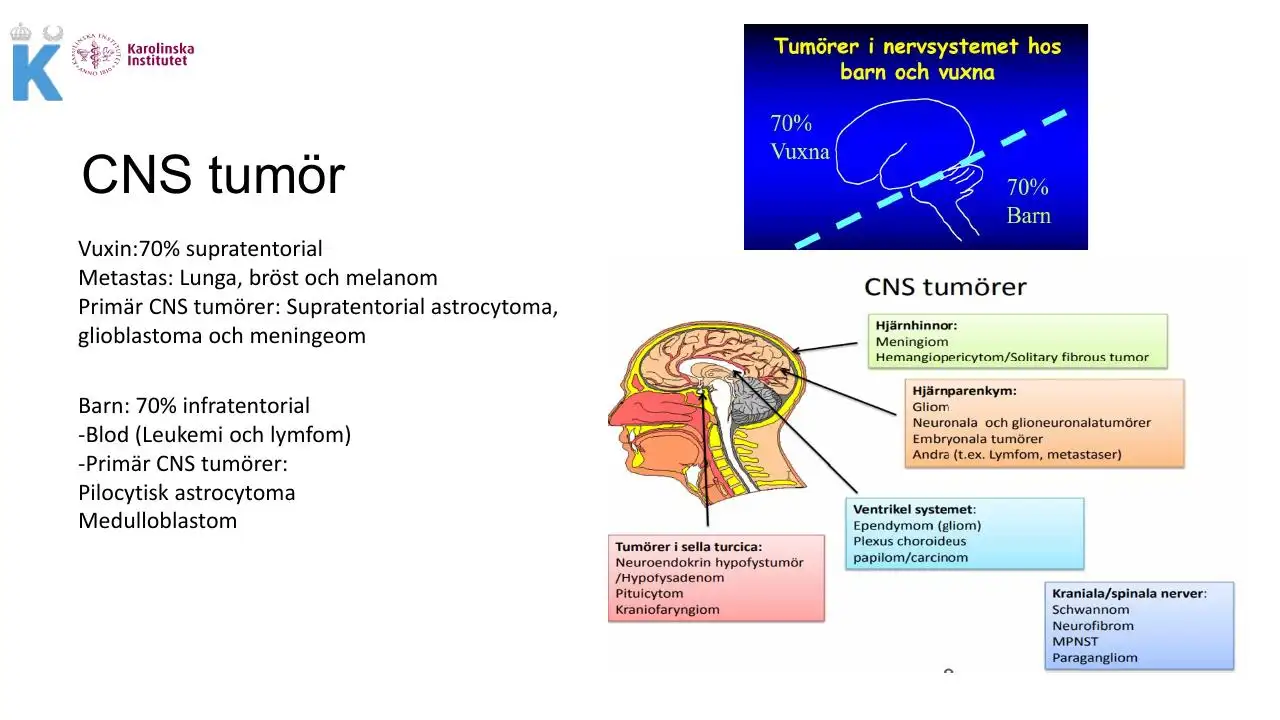 Karolinska
Institutet
CNS tumör
Vuxin:70% supratentorial
Metastas: Lunga, bröst och melanom
Primär CNS tumörer: Supratentorial astrocytoma,
glioblastoma och meningeom
Barn: 70% infratentorial
-Blod (Leukemi och lymfom)
-Primär CNS tumörer:
Pilocytisk astrocytoma
Medulloblastom
Tumörer i nervsystemet hos
barn och vuxna
70%
Vuxna
70%
Barn
CNS tumörer
Hjärnhinnor:
Meningiom
Hemangiopericytom/Solitary fibrous tumor
Hjärnparenkym:
Gliom
Neuronala och glioneuronalatumörer
Embryonala tumörer
Andra (t.ex. Lymfom, metastaser)
Ventrikel systemet:
Ependymom (gliom)
Plexus choroideus
papilom/carcinom
Tumörer i sella turcica:
Neuroendokrin hypofystumör
/Hypofysadenom
Pituicytom
Kraniofaryngiom
Kraniala/spinala nerver:
Schwannom
Neurofibrom
MPNST
Paragangliom